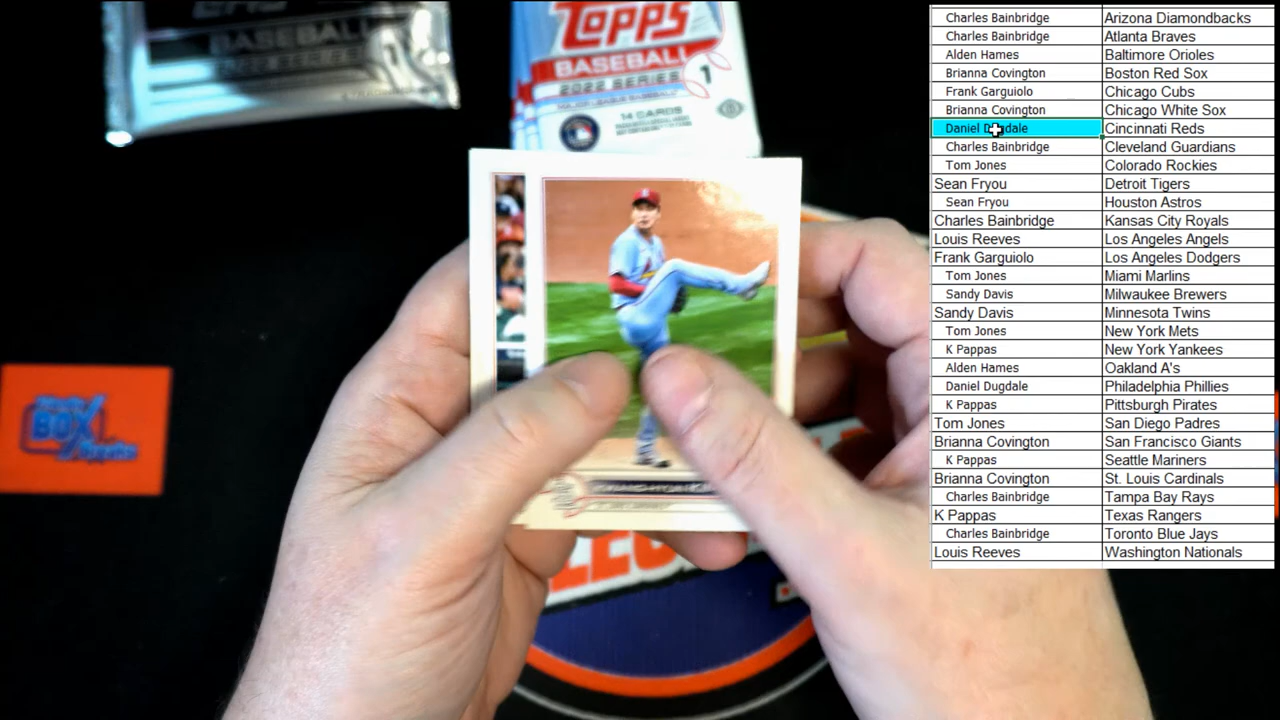 TOPPS
BASEBALL
2022 SERIES 1
14 CARDS
BASEBALL
BOX
Charles Bainbridge Arizona Diamondbacks
Charles Bainbridge Atlanta Braves
Alden Hames Baltimore Orioles
Brianna Covington Boston Red Sox
Frank Garguiolo Chicago Cubs
Brianna Covington Chicago White Sox
Daniel Cincinnati Reds
Charles Bainbridge Cleveland Guardians
Tom Jones Colorado Rockies
Sean Fryou Detroit Tigers
Sean Fryou Houston Astros
Charles Bainbridge Kansas City Royals
Louis Reeves Los Angeles Angels
Frank Garguiolo Los Angeles Dodgers
Tom Jones Miami Marlins
Sandy Davis Milwaukee Brewers
Sandy Davis Minnesota Twins
Tom Jones New York Mets
K Pappas New York Yankees
Alden Hames Oakland A's
Daniel Dugdale Philadelphia Phillies
K Pappas Pittsburgh Pirates
Tom Jones San Diego Padres
Brianna Covington San Francisco Giants
K Pappas Seattle Mariners
Brianna Covington St. Louis Cardinals
Charles Bainbridge Tampa Bay Rays
K Pappas Texas Rangers
Charles Bainbridge Toronto Blue Jays
Louis Reeves Washington Nationals